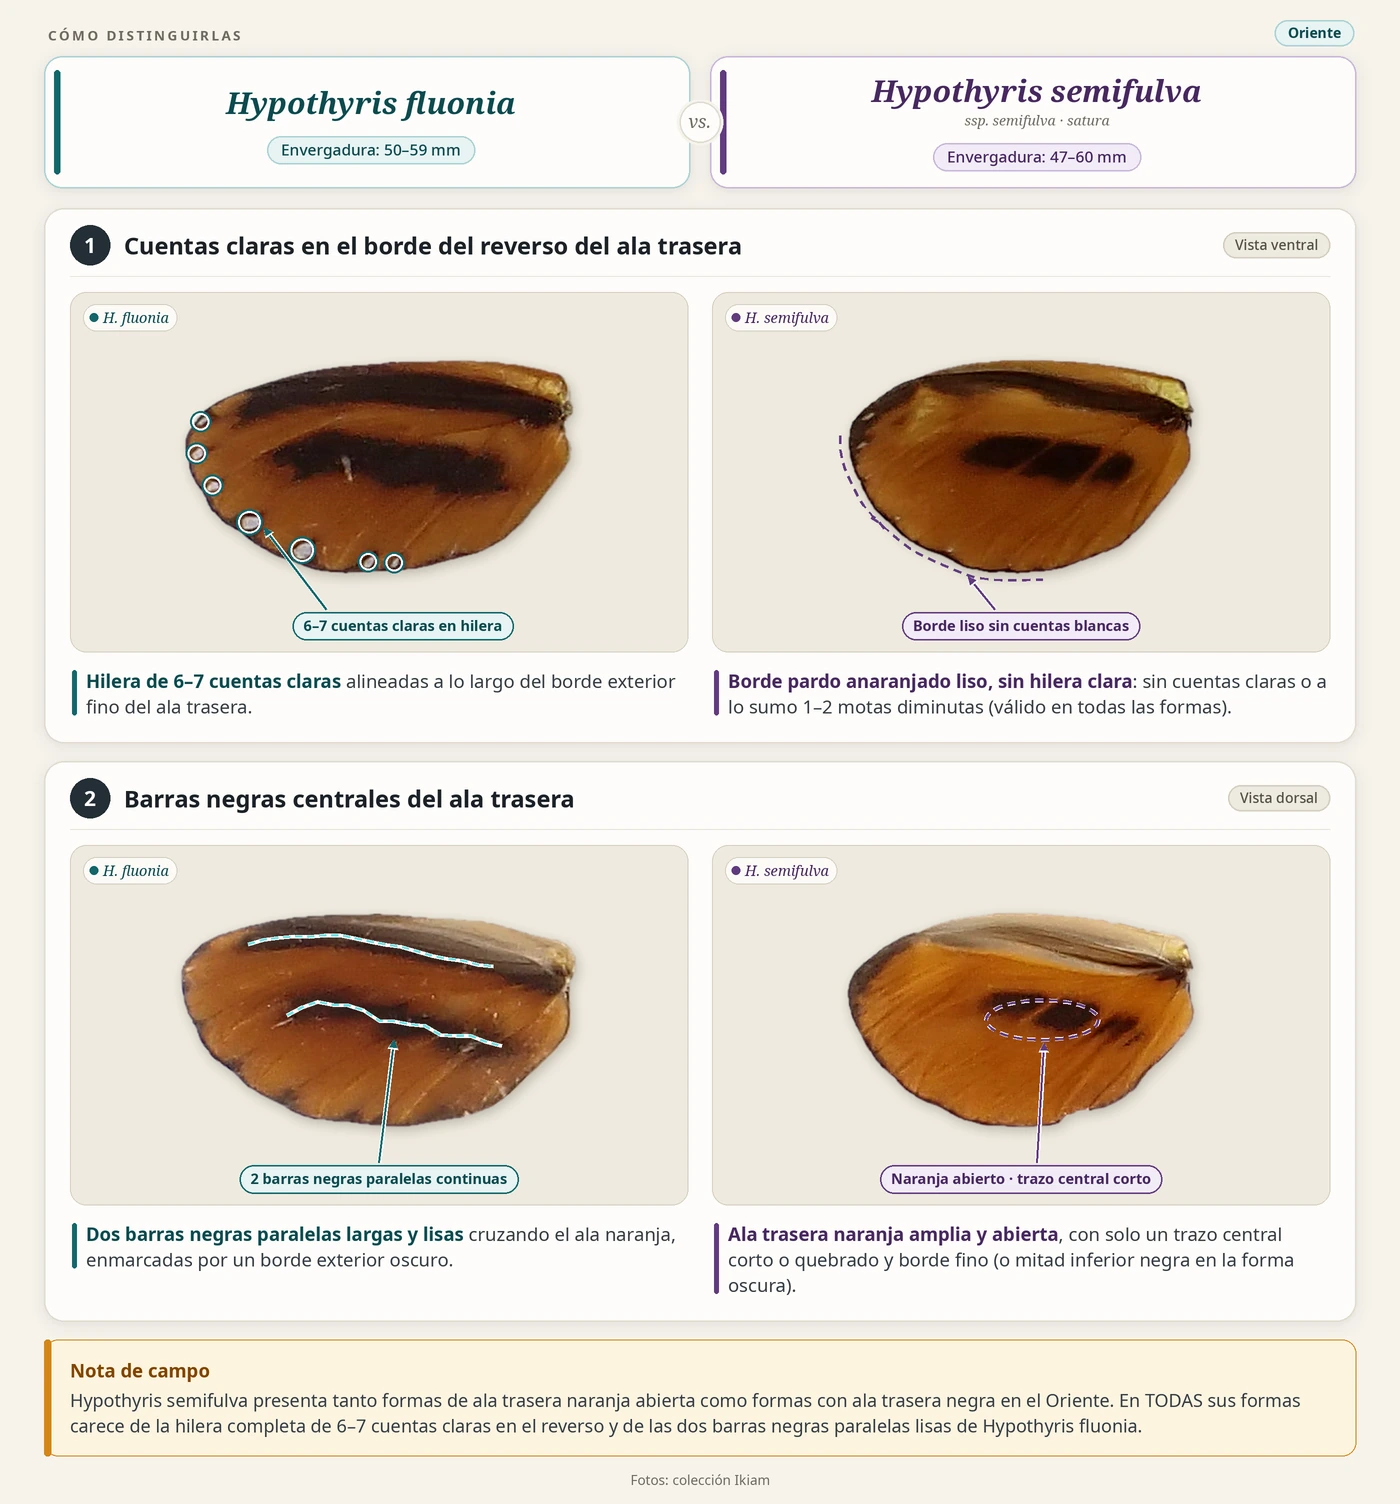 CÓMO DISTINGUIRLAS
Oriente
Hypothyris fluonia
Envergadura: 50–59 mm
vs.
Hypothyris semifulva
ssp. semifulva · satura
Envergadura: 47–60 mm
1
Cuentas claras en el borde del reverso del ala trasera
Vista ventral
H. fluonia
6–7 cuentas claras en hilera
H. semifulva
Borde liso sin cuentas blancas
Hilera de 6–7 cuentas claras alineadas a lo largo del borde exterior
fino del ala trasera.
Borde pardo anaranjado liso, sin hilera clara: sin cuentas claras o a
lo sumo 1–2 motas diminutas (válido en todas las formas).
2
Barras negras centrales del ala trasera
Vista dorsal
H. fluonia
2 barras negras paralelas continuas
H. semifulva
Naranja abierto · trazo central corto
Dos barras negras paralelas largas y lisas cruzando el ala naranja,
enmarcadas por un borde exterior oscuro.
Ala trasera naranja amplia y abierta, con solo un trazo central
corto o quebrado y borde fino (o mitad inferior negra en la forma
oscura).
Nota de campo
Hypothyris semifulva presenta tanto formas de ala trasera naranja abierta como formas con ala trasera negra en el Oriente. En TODAS sus formas
carece de la hilera completa de 6–7 cuentas claras en el reverso y de las dos barras negras paralelas lisas de Hypothyris fluonia.
Fotos: colección Ikiam